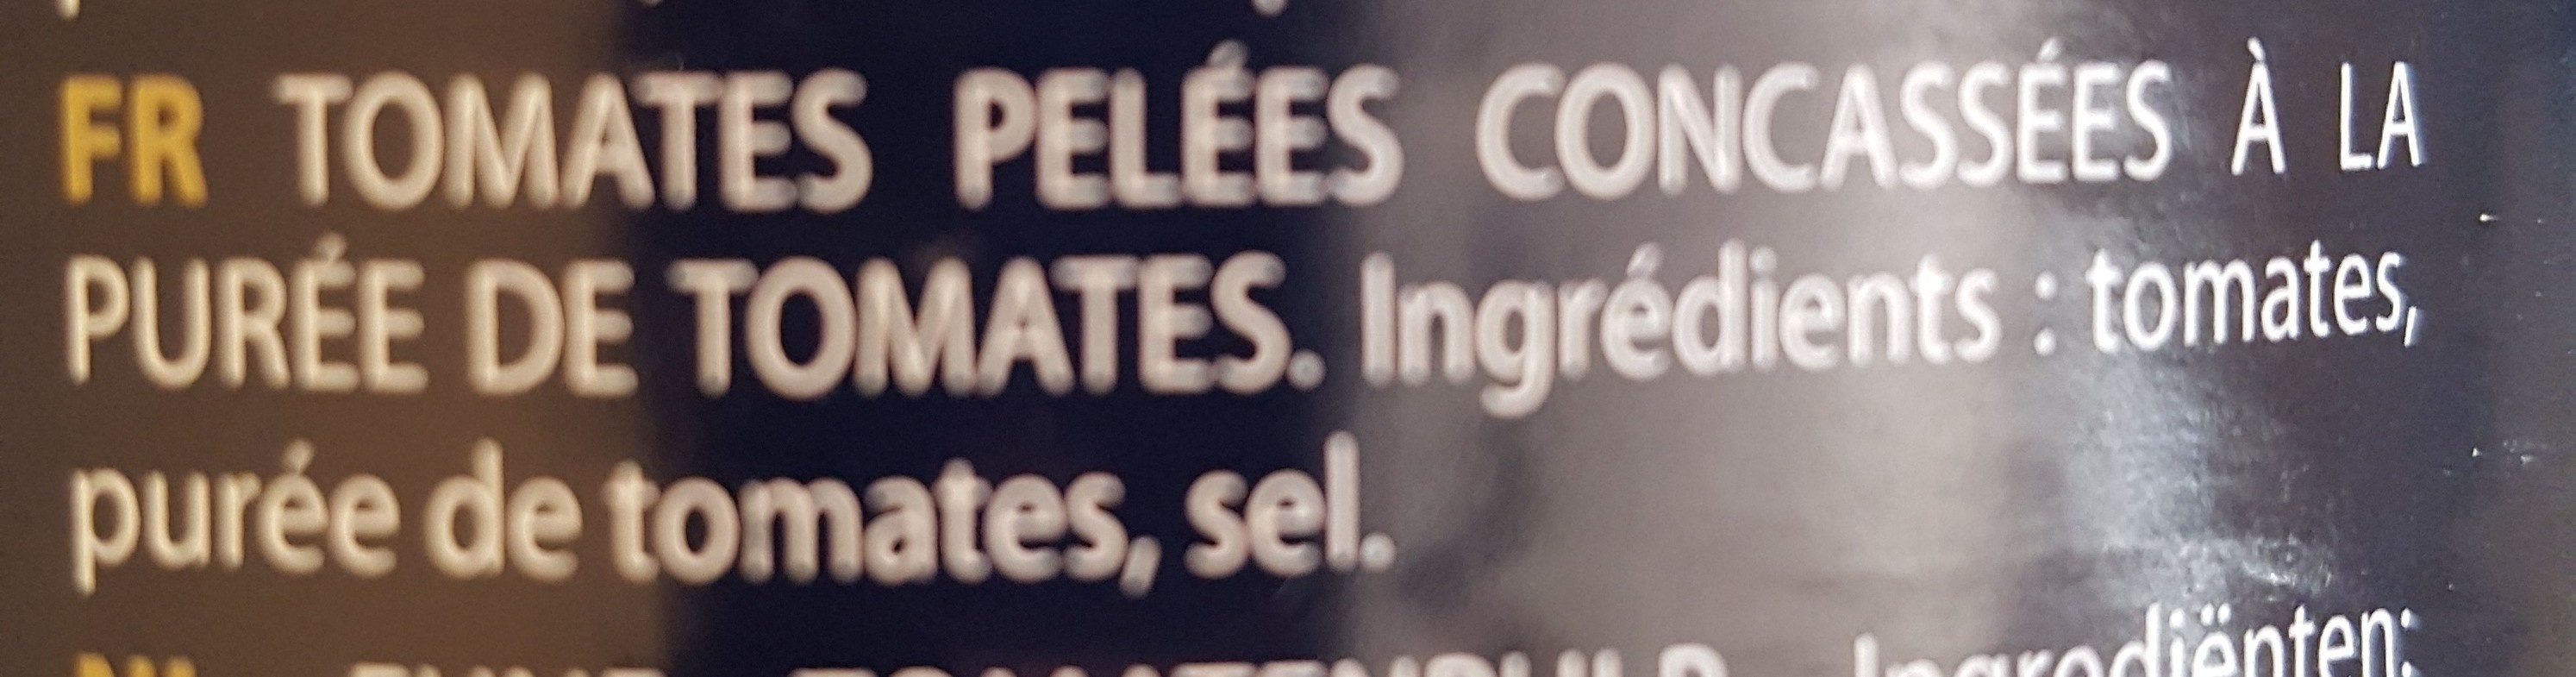 FR TOMATES PELÉES CONCASSÉES À LA
PURÉE DE TOMATES. Ingrédients : tomates,
purée de tomates, sel.
Ingrediënten: